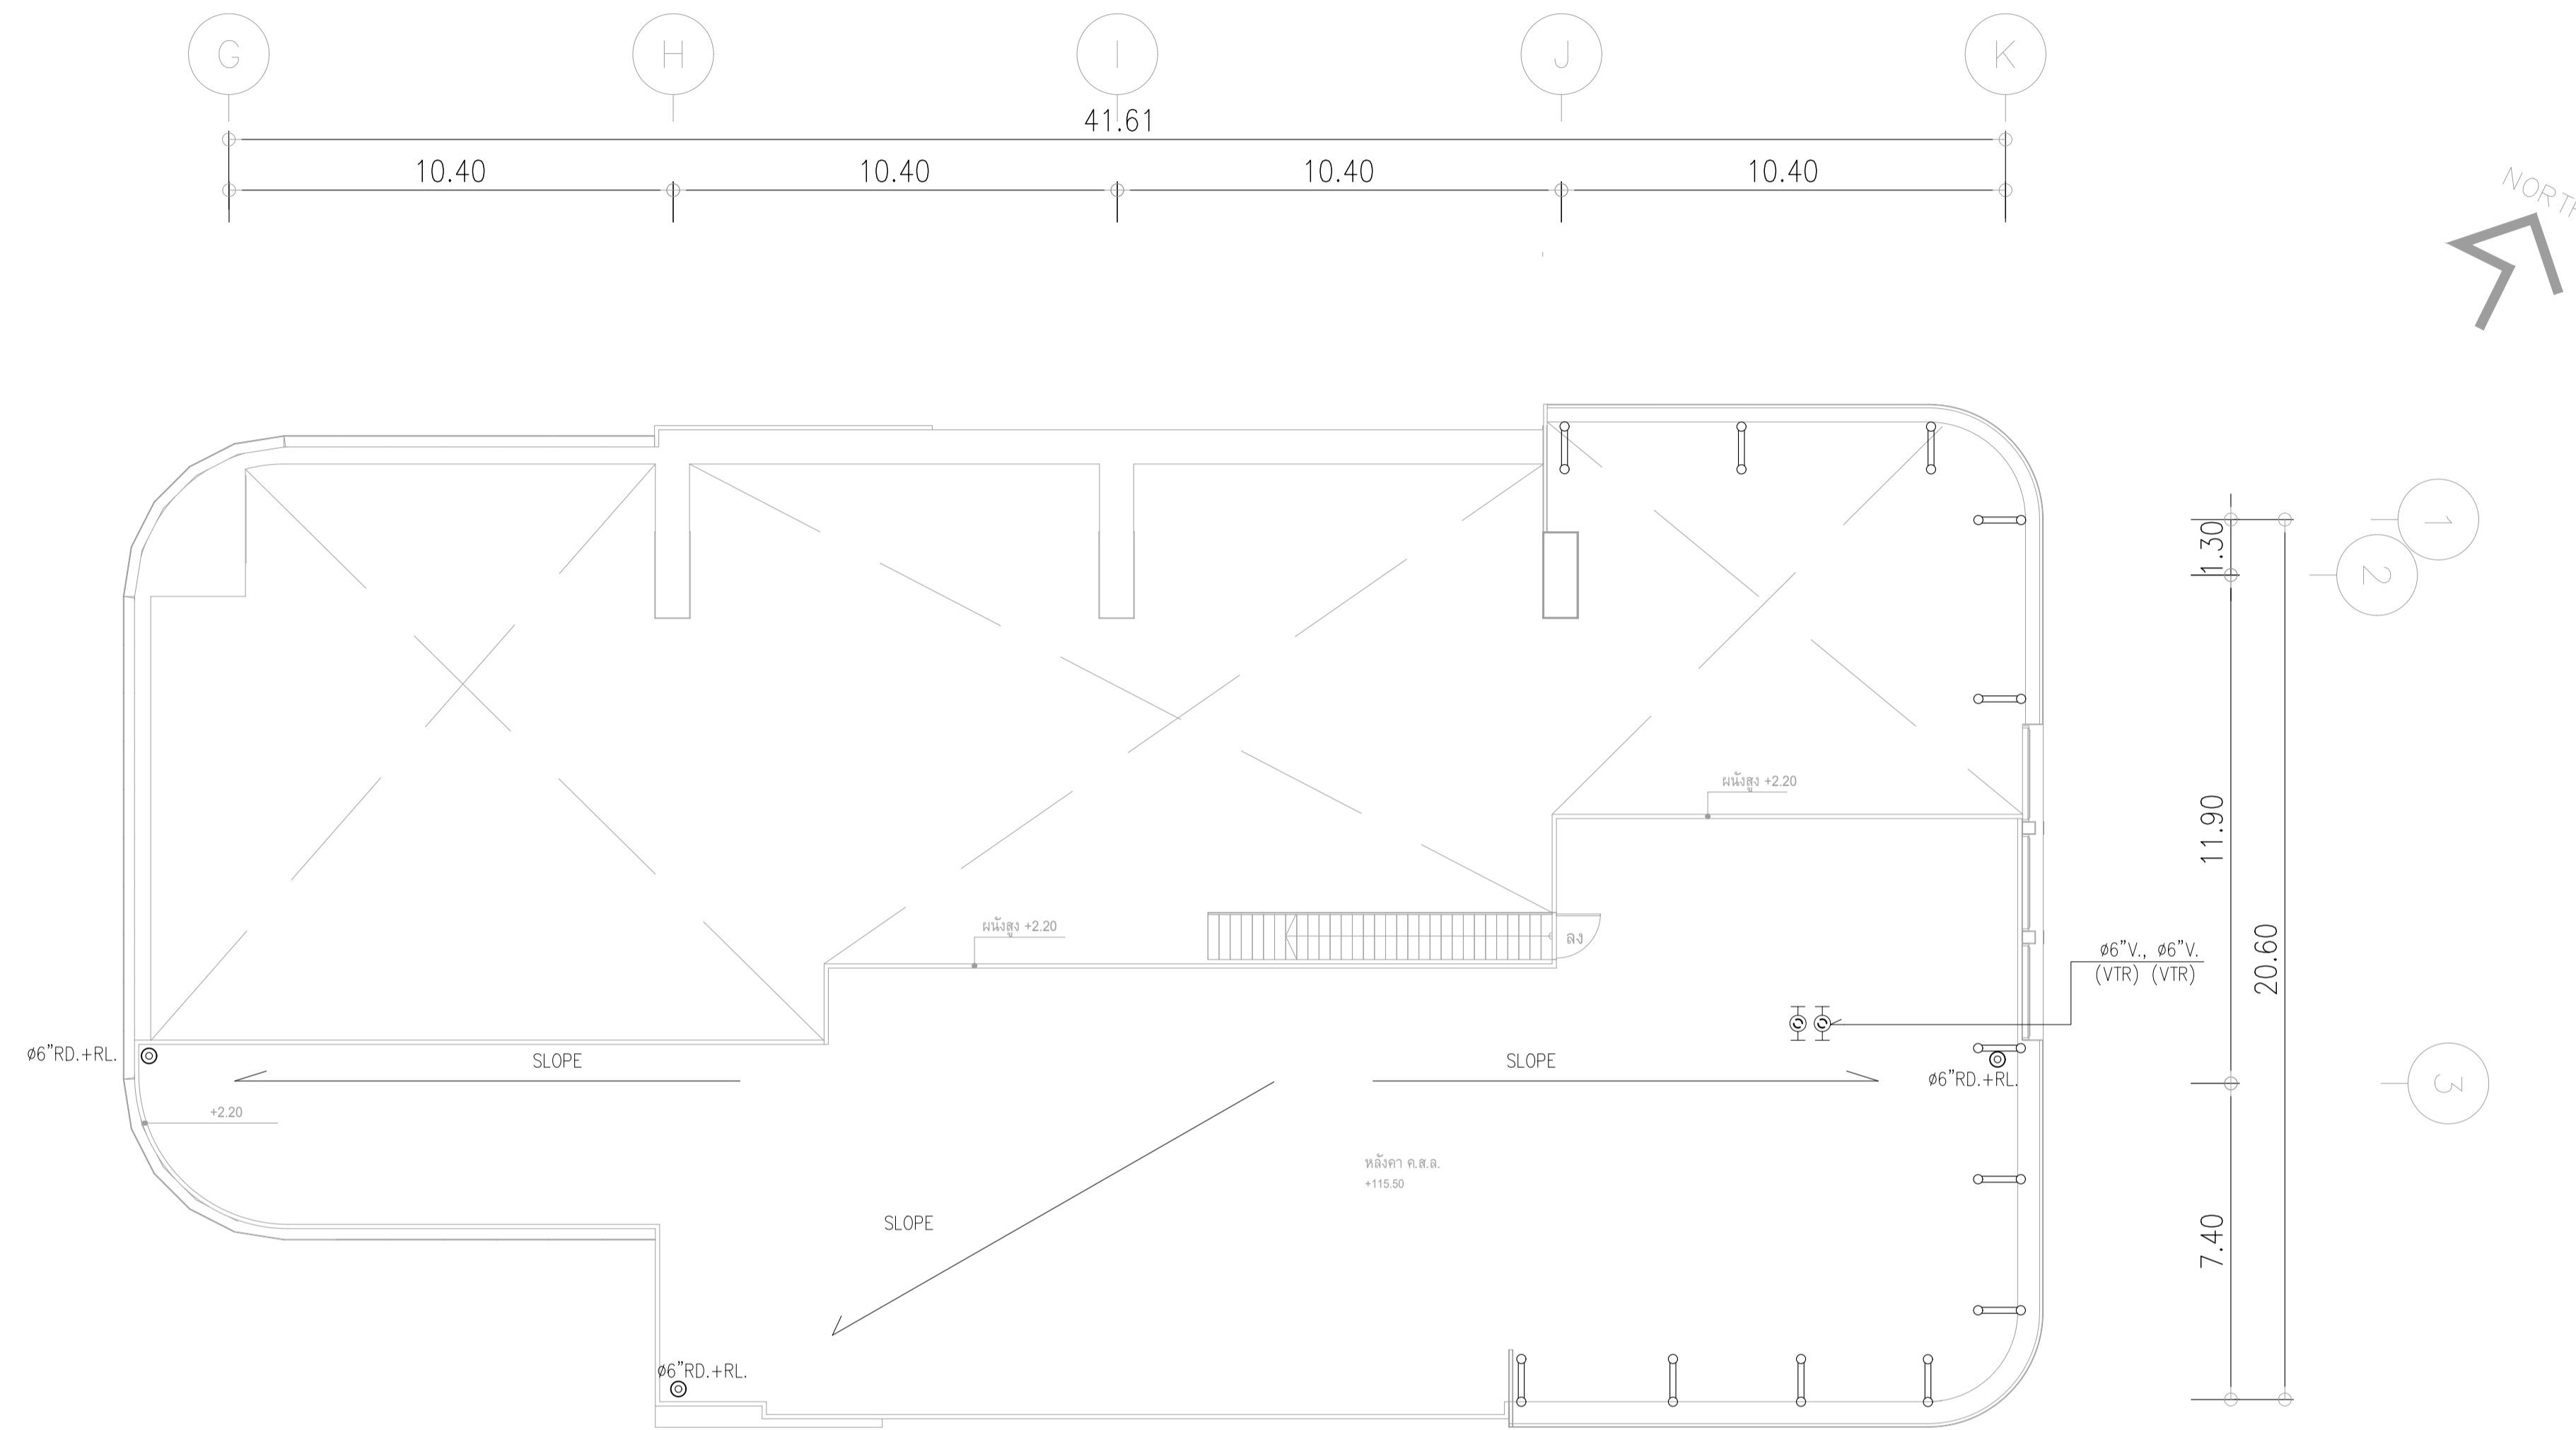 G H I J K
41.61
10.40 10.40 10.40 10.40
NORTH
1
1.30
2
ผนังสูง +2.20
11.90
ผนังสูง +2.20
ลง
ø6"V., ø6"V.
(VTR) (VTR)
20.60
ø6"RD.+RL.
SLOPE
SLOPE
ø6"RD.+RL.
3
+2.20
หลังคา ค.ส.ล.
+115.50
SLOPE
7.40
ø6"RD.+RL.